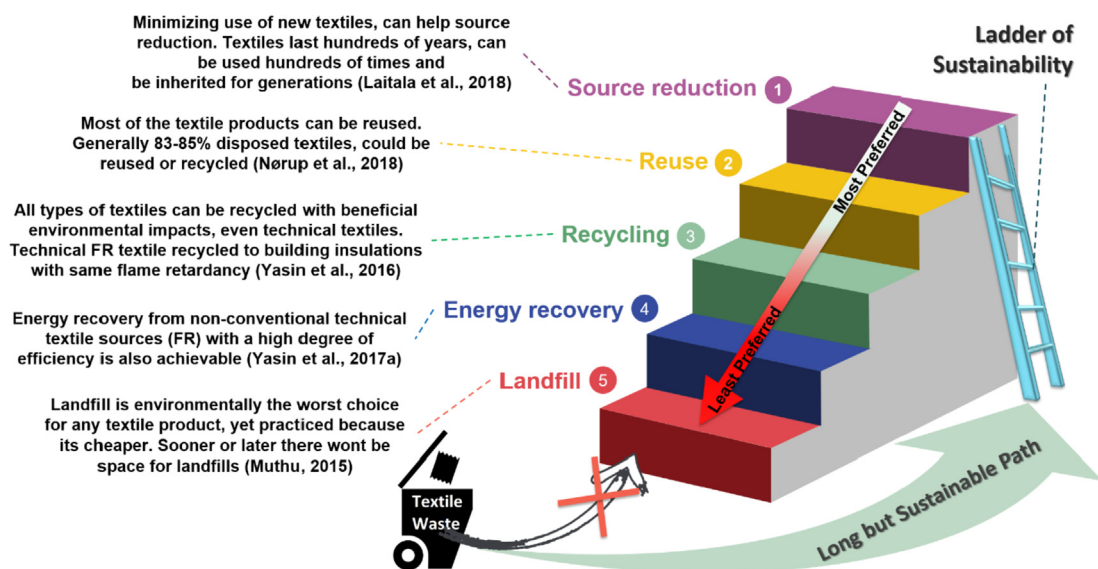 Minimizing use of new textiles, can help source
reduction. Textiles last hundreds of years, can
be used hundreds of times and
be inherited for generations (Laitala et al., 2018)
Ladder of
Sustainability
Source reduction 1
Most of the textile products can be reused.
Generally 83-85% disposed textiles, could be
reused or recycled (Nørup et al., 2018)
Reuse 2
Most Preferred
All types of textiles can be recycled with beneficial
environmental impacts, even technical textiles.
Technical FR textile recycled to building insulations
with same flame retardancy (Yasin et al., 2016)
Recycling 3
Energy recovery 4
Energy recovery from non-conventional technical
textile sources (FR) with a high degree of
efficiency is also achievable (Yasin et al., 2017a)
Least Preferred
Landfill 5
Landfill is environmentally the worst choice
for any textile product, yet practiced because
its cheaper. Sooner or later there wont be
space for landfills (Muthu, 2015)
Textile
Waste
Long but Sustainable Path